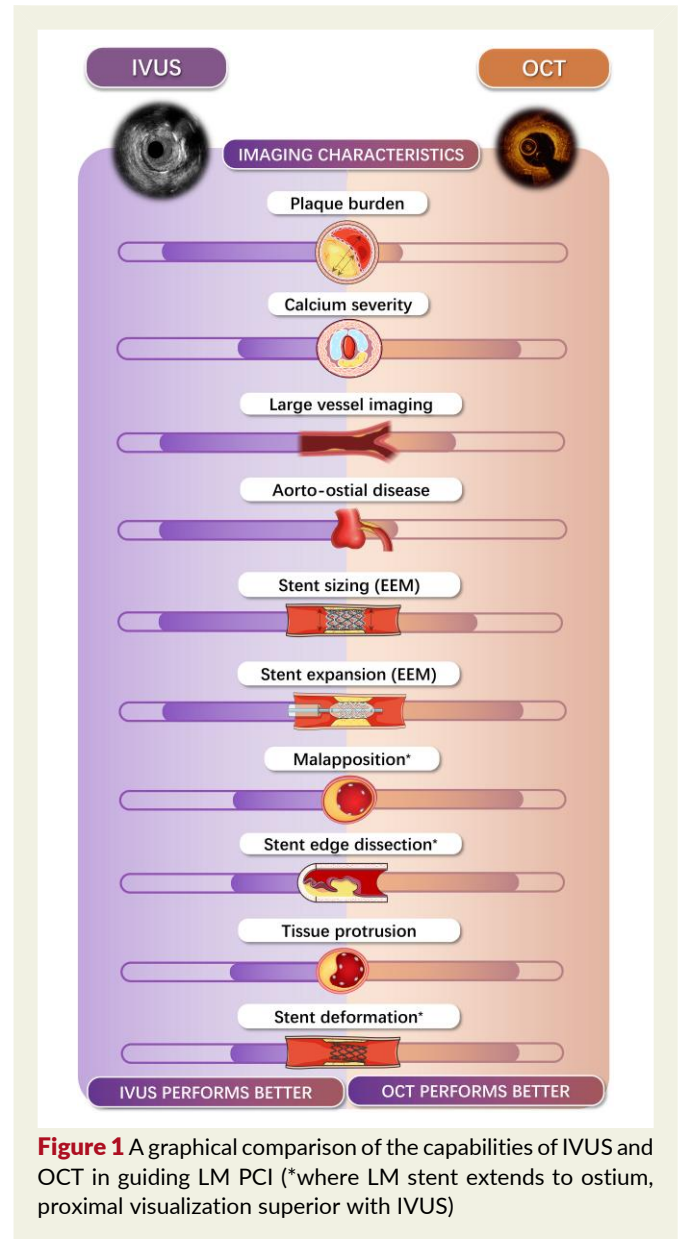 IVUS
OCT
IMAGING CHARACTERISTICS
Plaque burden
Calcium severity
Large vessel imaging
Aorto-ostial disease
Stent sizing (EEM)
Stent expansion (EEM)
Malapposition*
Stent edge dissection*
Tissue protrusion
Stent deformation*
IVUS PERFORMS BETTER
OCT PERFORMS BETTER
Figure 1 A graphical comparison of the capabilities of IVUS and
OCT in guiding LM PCI (*where LM stent extends to ostium,
proximal visualization superior with IVUS)